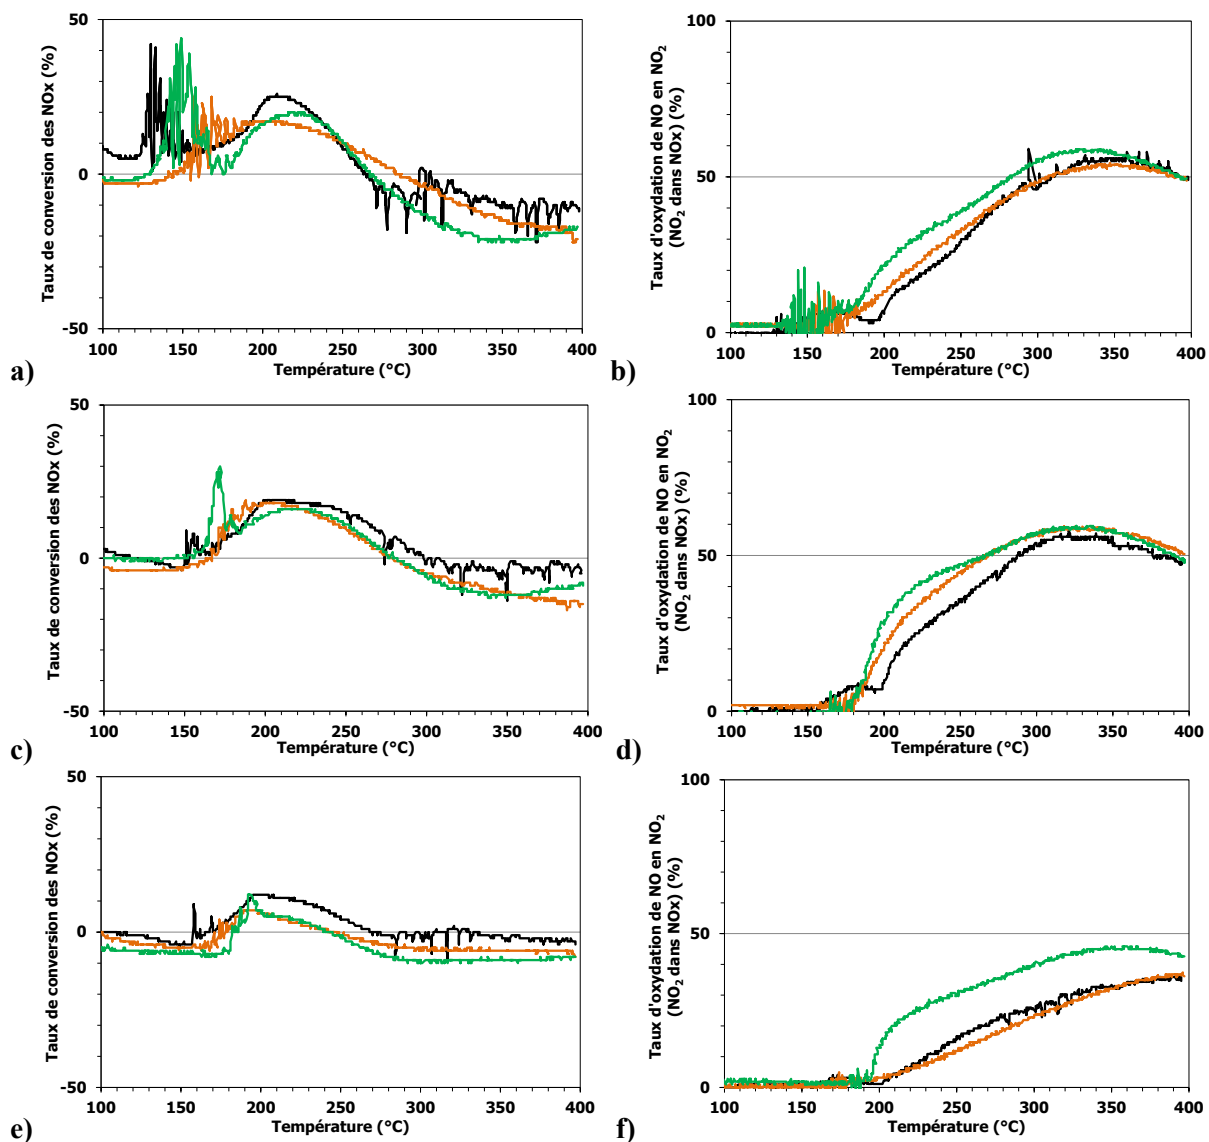 50
0
-50
100 150 200 250 300 350 400
Taux de conversion des NOx (%)
Température (°C)
a)
100
50
0
100 150 200 250 300 350 400
Taux d'oxydation de NO en NO2
(NO2 dans NOx) (%)
Température (°C)
b)
50
0
-50
100 150 200 250 300 350 400
Taux de conversion des NOx (%)
Température (°C)
c)
100
50
0
100 150 200 250 300 350 400
Taux d'oxydation de NO en NO2
(NO2 dans NOx) (%)
Température (°C)
d)
50
0
-50
100 150 200 250 300 350 400
Taux de conversion des NOx (%)
Température (°C)
e)
100
50
0
100 150 200 250 300 350 400
Taux d'oxydation de NO en NO2
(NO2 dans NOx) (%)
Température (°C)
f)